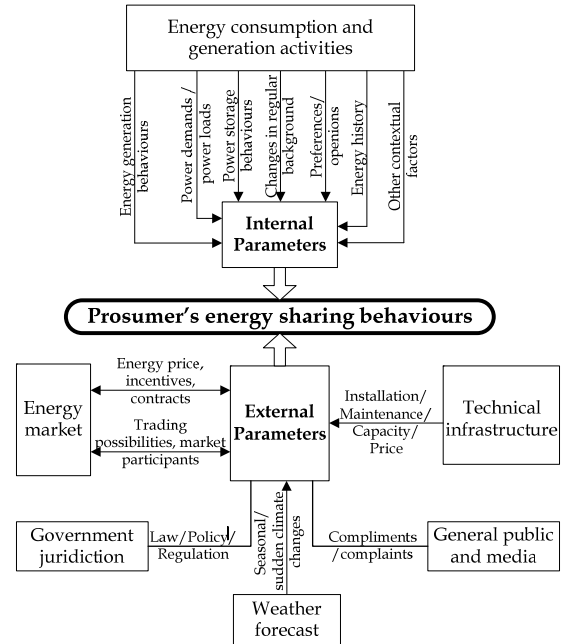 Energy consumption and
generation activities
Energy generation
behaviours
Power demands/
power loads
Power storage
behaviours
Changes in regular
background
Preferences/
openions
Energy history
Other contextual
factors
Internal
Parameters
Prosumer's energy sharing behaviours
Energy
market
Energy price,
incentives,
contracts
Trading
possibilities, market
participants
External
Parameters
Installation/
Maintenance/
Capacity/
Price
Technical
infrastructure
Government
juridiction
Law/Policy/
Regulation
Seasonal/
sudden climate
changes
Compliments
/complaints
General public
and media
Weather
forecast